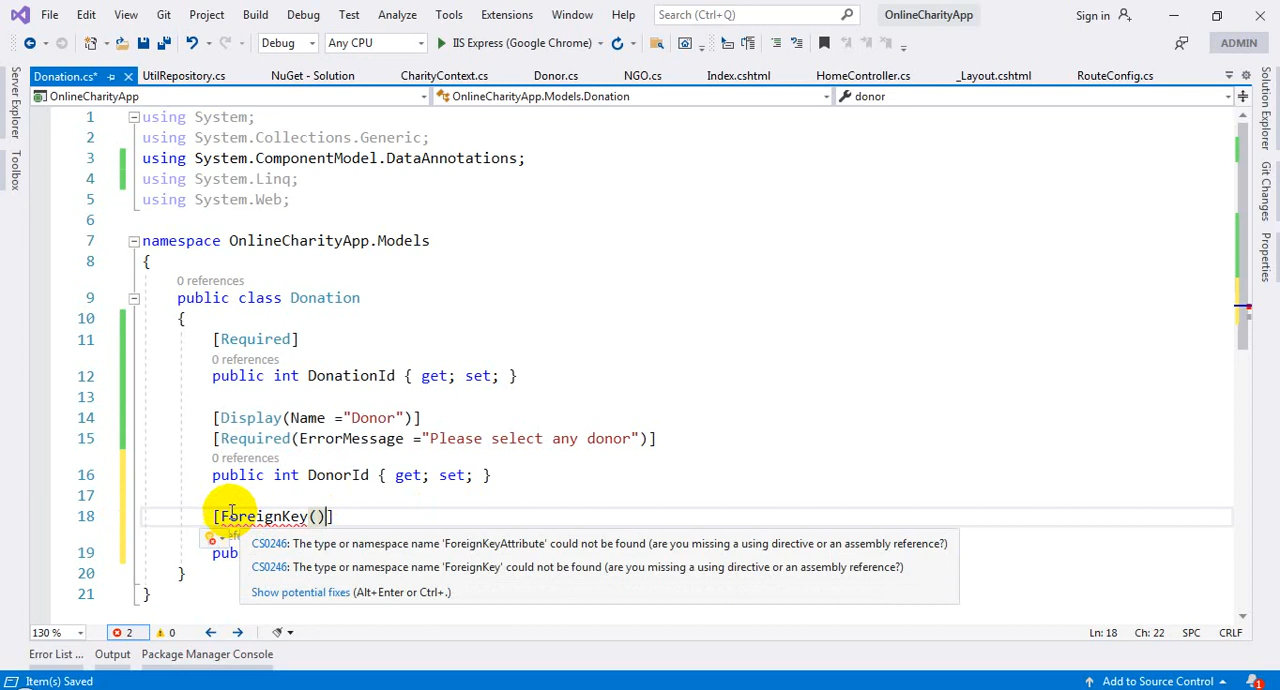 File Edit View Git Project Build Debug Test Analyze Tools Extensions Window Help Search (Ctrl+Q) OnlineCharityApp Sign in
Debug Any CPU IIS Express (Google Chrome) ADMIN
Donation.cs* UtilRepository.cs NuGet - Solution CharityContext.cs Donor.cs NGO.cs Index.cshtml HomeController.cs _Layout.cshtml RouteConfig.cs
OnlineCharityApp OnlineCharityApp.Models.Donation donor
Server Explorer
Toolbox
1 using System;
2 using System.Collections.Generic;
3 using System.ComponentModel.DataAnnotations;
4 using System.Linq;
5 using System.Web;
6
7 namespace OnlineCharityApp.Models
8 {
0 references
9 public class Donation
10 {
11 [Required]
0 references
12 public int DonationId { get; set; }
13
14 [Display(Name ="Donor")]
15 [Required(ErrorMessage ="Please select any donor")]
0 references
16 public int DonorId { get; set; }
17
18 [ForeignKey()]
CS0246: The type or namespace name 'ForeignKeyAttribute' could not be found (are you missing a using directive or an assembly reference?)
19 pub
CS0246: The type or namespace name 'ForeignKey' could not be found (are you missing a using directive or an assembly reference?)
20 }
Show potential fixes (Alt+Enter or Ctrl+.)
21 }
Solution Explorer
Git Changes
Properties
130 % 2 0 Ln: 18 Ch: 22 SPC CRLF
Error List ... Output Package Manager Console
Item(s) Saved Add to Source Control 1